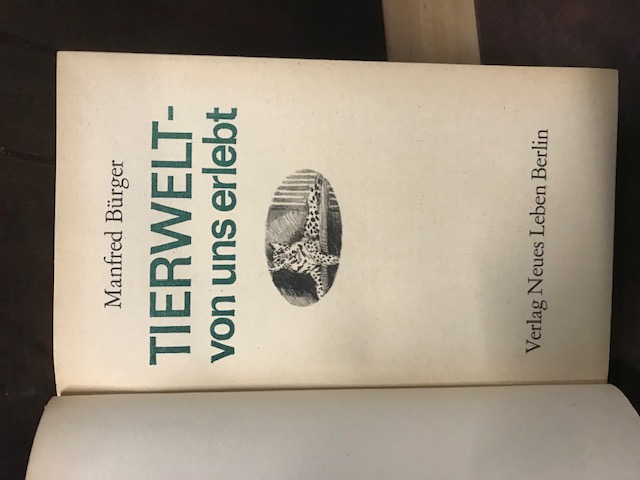 Manfred Bürger
TIERWELT-
von uns erlebt
Verlag Neues Leben Berlin